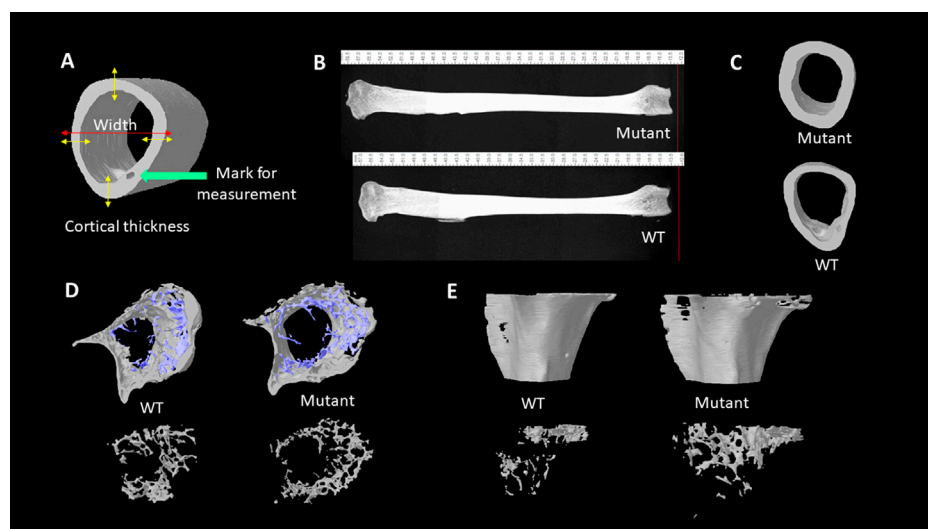 A
Width
Mark for
measurement
Cortical thickness
B
Mutant
WT
C
Mutant
WT
D
WT
Mutant
E
WT
Mutant